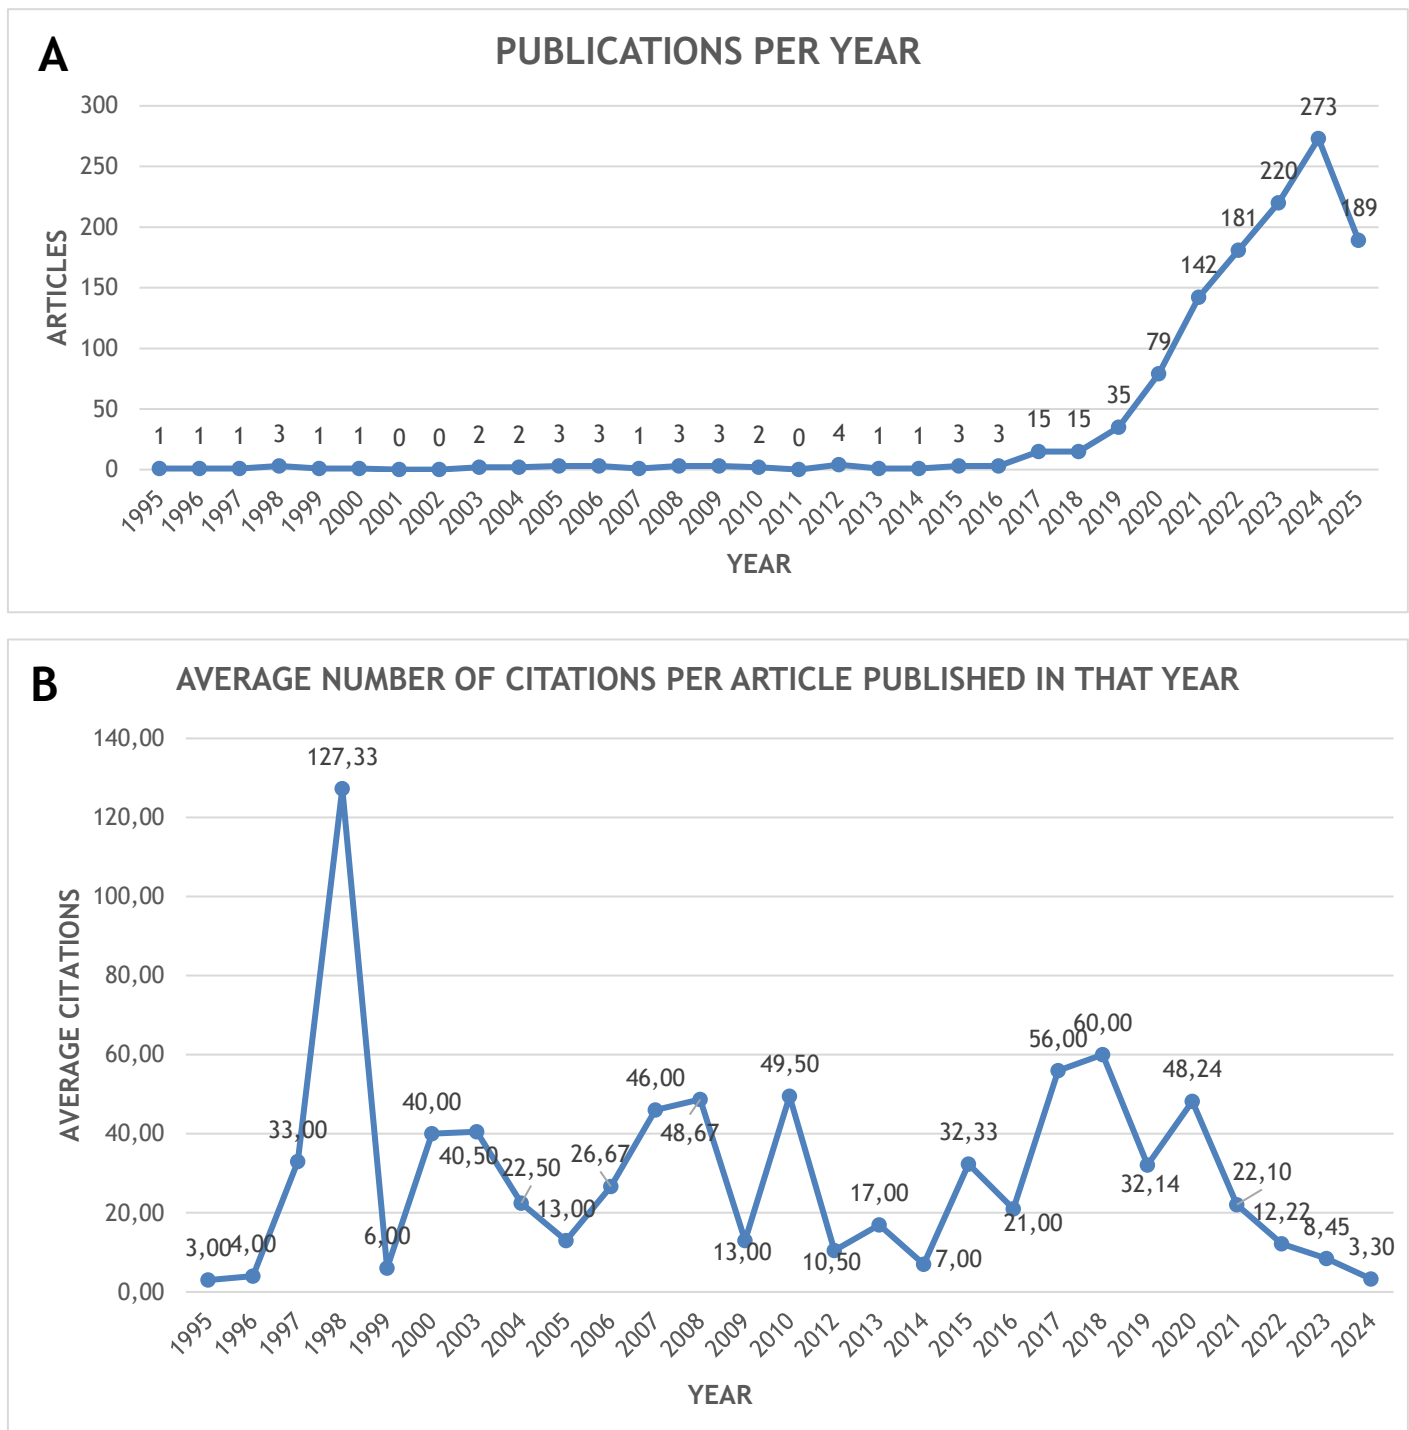 A
PUBLICATIONS PER YEAR
300
250
200
150
100
50
0
ARTICLES
1 1 1 3 1 1 0 0 2 2 3 3 1 3 3 2 0 4 1 1 3 3 15 15 35 79 142 181 220 273 189
1995 1996 1997 1998 1999 2000 2001 2002 2003 2004 2005 2006 2007 2008 2009 2010 2011 2012 2013 2014 2015 2016 2017 2018 2019 2020 2021 2022 2023 2024 2025
YEAR
B
AVERAGE NUMBER OF CITATIONS PER ARTICLE PUBLISHED IN THAT YEAR
140,00
120,00
100,00
80,00
60,00
40,00
20,00
0,00
AVERAGE CITATIONS
3,00 4,00 33,00 127,33 6,00 40,00 40,50 22,50 13,00 26,67 46,00 48,67 13,00 49,50 10,50 17,00 7,00 32,33 21,00 56,00 60,00 32,14 48,24 22,10 12,22 8,45 3,30
1995 1996 1997 1998 1999 2000 2003 2004 2005 2006 2007 2008 2009 2010 2012 2013 2014 2015 2016 2017 2018 2019 2020 2021 2022 2023 2024
YEAR